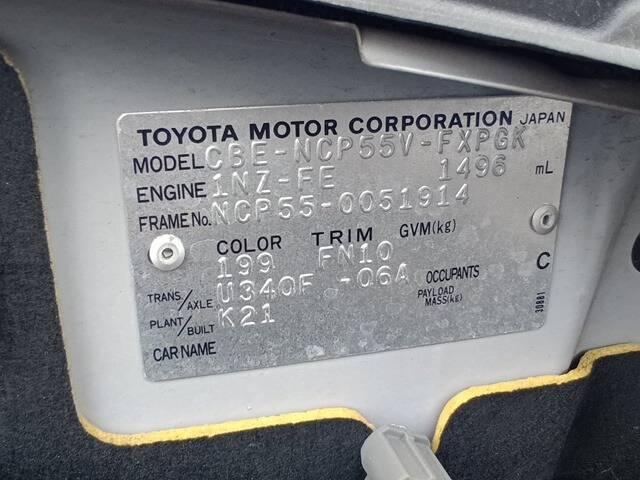 TOYOTA MOTOR CORPORATION JAPAN
MODEL CBE-NCP55V-FXPGK
ENGINE 1NZ-FE 1496 mL
FRAME No. NCP55-0051914
COLOR TRIM GVM(kg)
199 FN10 C
TRANS/AXLE U340F -06A OCCUPANTS
PLANT/BUILT K21 PAYLOAD MASS(kg)
CAR NAME
30881